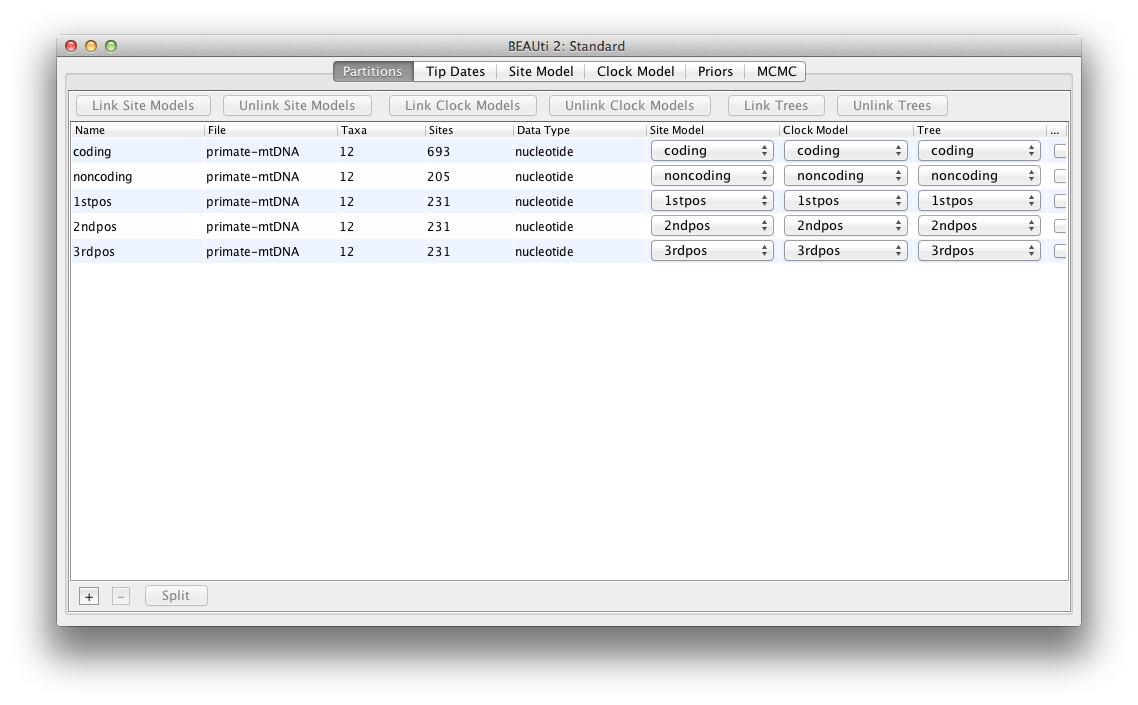 BEAUti 2: Standard
Partitions Tip Dates Site Model Clock Model Priors MCMC
Link Site Models Unlink Site Models Link Clock Models Unlink Clock Models Link Trees Unlink Trees
Name File Taxa Sites Data Type Site Model Clock Model Tree ...
coding primate-mtDNA 12 693 nucleotide coding coding coding
noncoding primate-mtDNA 12 205 nucleotide noncoding noncoding noncoding
1stpos primate-mtDNA 12 231 nucleotide 1stpos 1stpos 1stpos
2ndpos primate-mtDNA 12 231 nucleotide 2ndpos 2ndpos 2ndpos
3rdpos primate-mtDNA 12 231 nucleotide 3rdpos 3rdpos 3rdpos
+ - Split